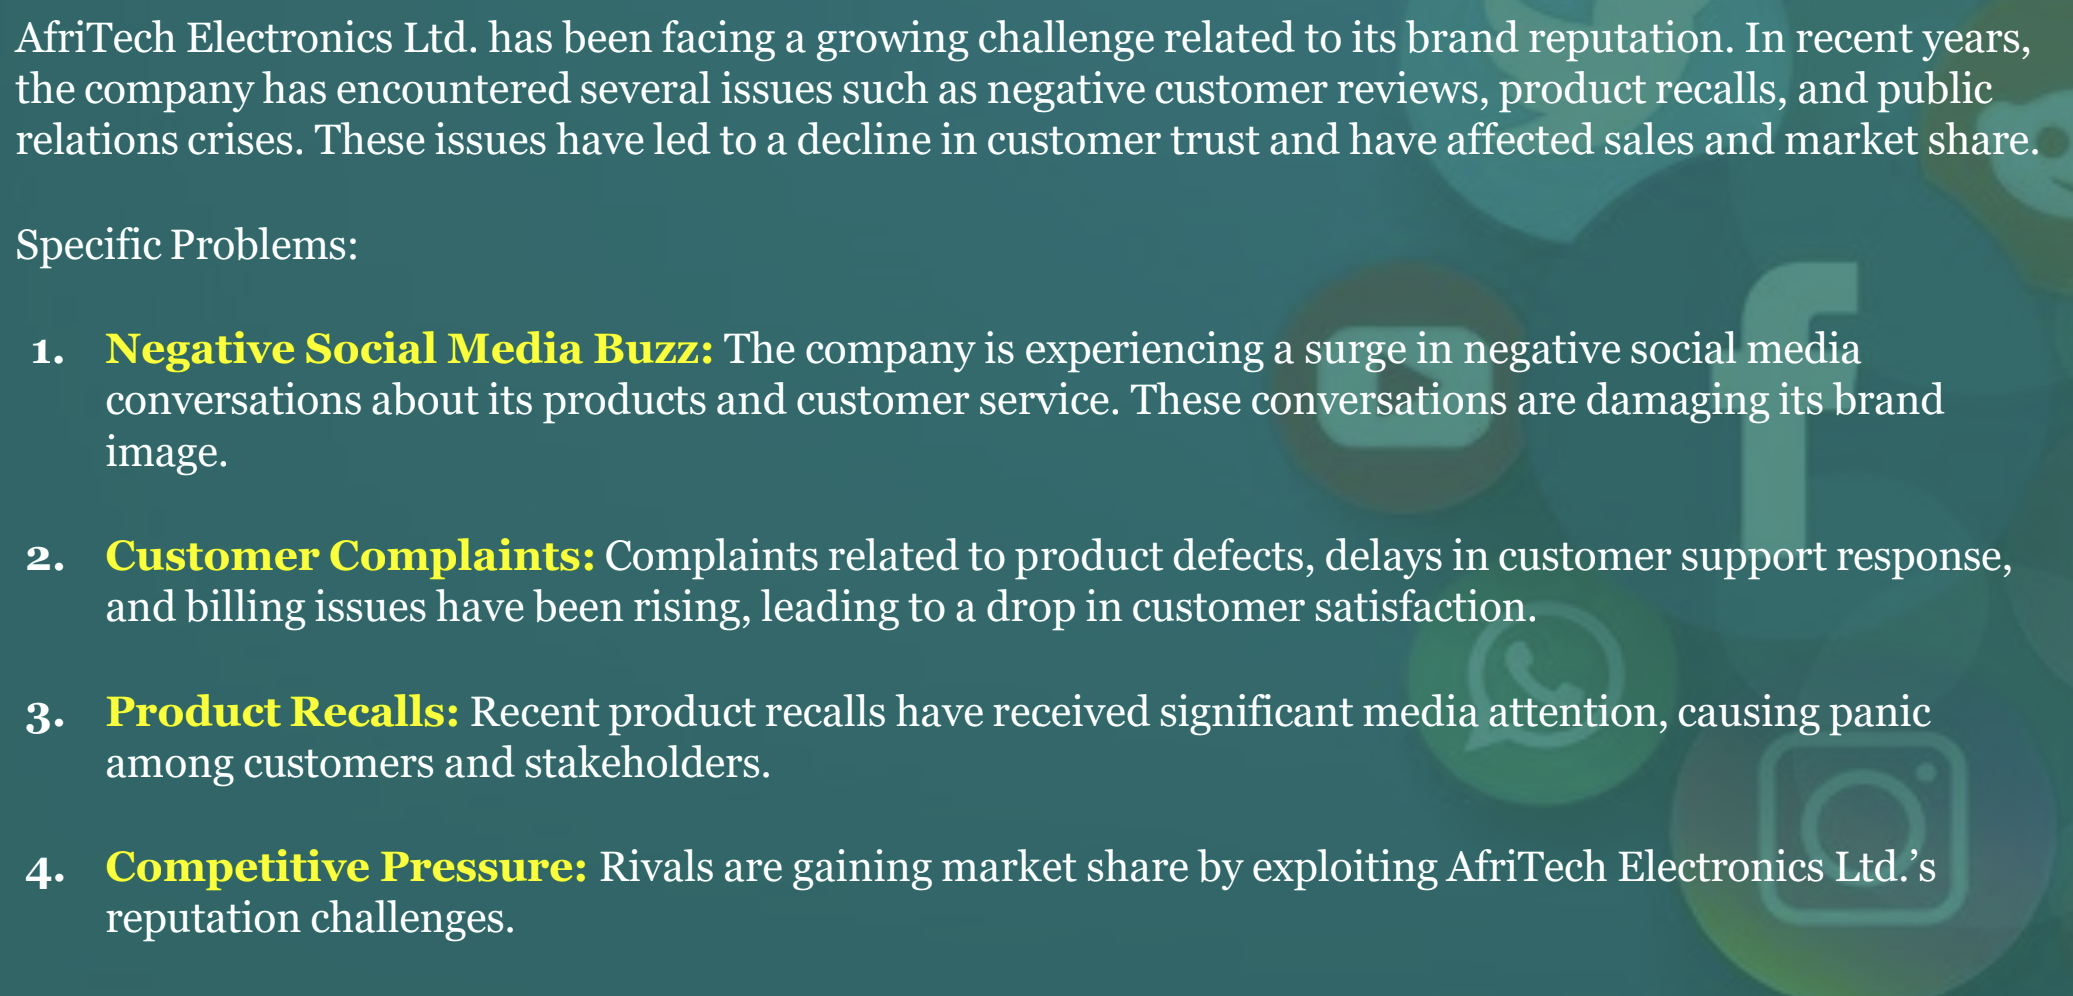 AfriTech Electronics Ltd. has been facing a growing challenge related to its brand reputation. In recent years,
the company has encountered several issues such as negative customer reviews, product recalls, and public
relations crises. These issues have led to a decline in customer trust and have affected sales and market share.
Specific Problems:
1. Negative Social Media Buzz: The company is experiencing a surge in negative social media
conversations about its products and customer service. These conversations are damaging its brand
image.
2. Customer Complaints: Complaints related to product defects, delays in customer support response,
and billing issues have been rising, leading to a drop in customer satisfaction.
3. Product Recalls: Recent product recalls have received significant media attention, causing panic
among customers and stakeholders.
4. Competitive Pressure: Rivals are gaining market share by exploiting AfriTech Electronics Ltd.’s
reputation challenges.